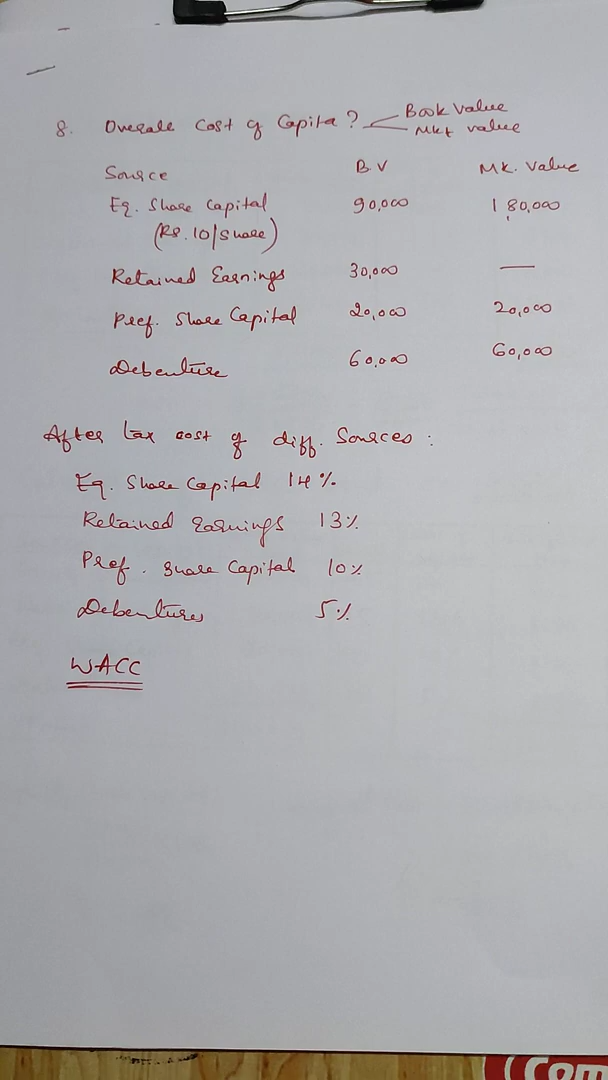 8. Overall Cost of Capital? Book Value
Mkt value
Source B.V Mk. Value
Eq. Share Capital 90,000 180,000
(Rs. 10/share)
Retained Earnings 30,000 —
Pref. Share Capital 20,000 20,000
Debenture 60,000 60,000
After tax cost of diff. Sources :
Eq. Share Capital 14%
Retained Earnings 13%
Pref. Share Capital 10%
Debentures 5%
WACC
Com